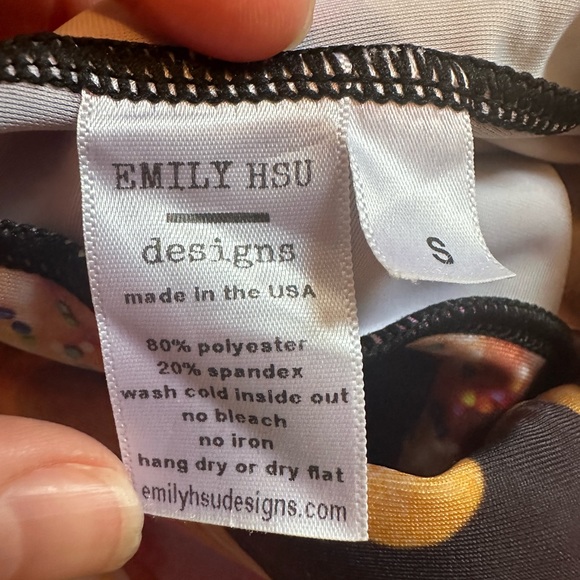 EMILY HSU
designs
made in the USA
80% polyester
20% spandex
wash cold inside out
no bleach
no iron
hang dry or dry flat
emilyhsudesigns.com
S